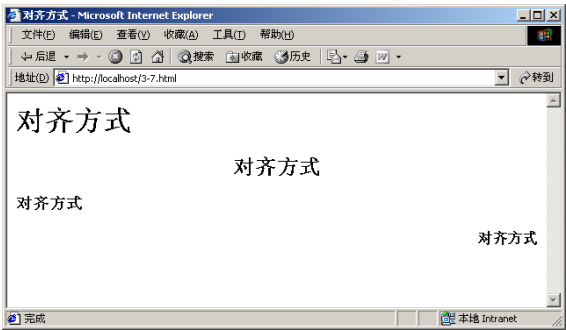 对齐方式 - Microsoft Internet Explorer
文件(F) 编辑(E) 查看(V) 收藏(A) 工具(T) 帮助(H)
后退 搜索 收藏 历史
地址(D) http://localhost/3-7.html 转到
对齐方式
对齐方式
对齐方式
对齐方式
完成 本地 Intranet